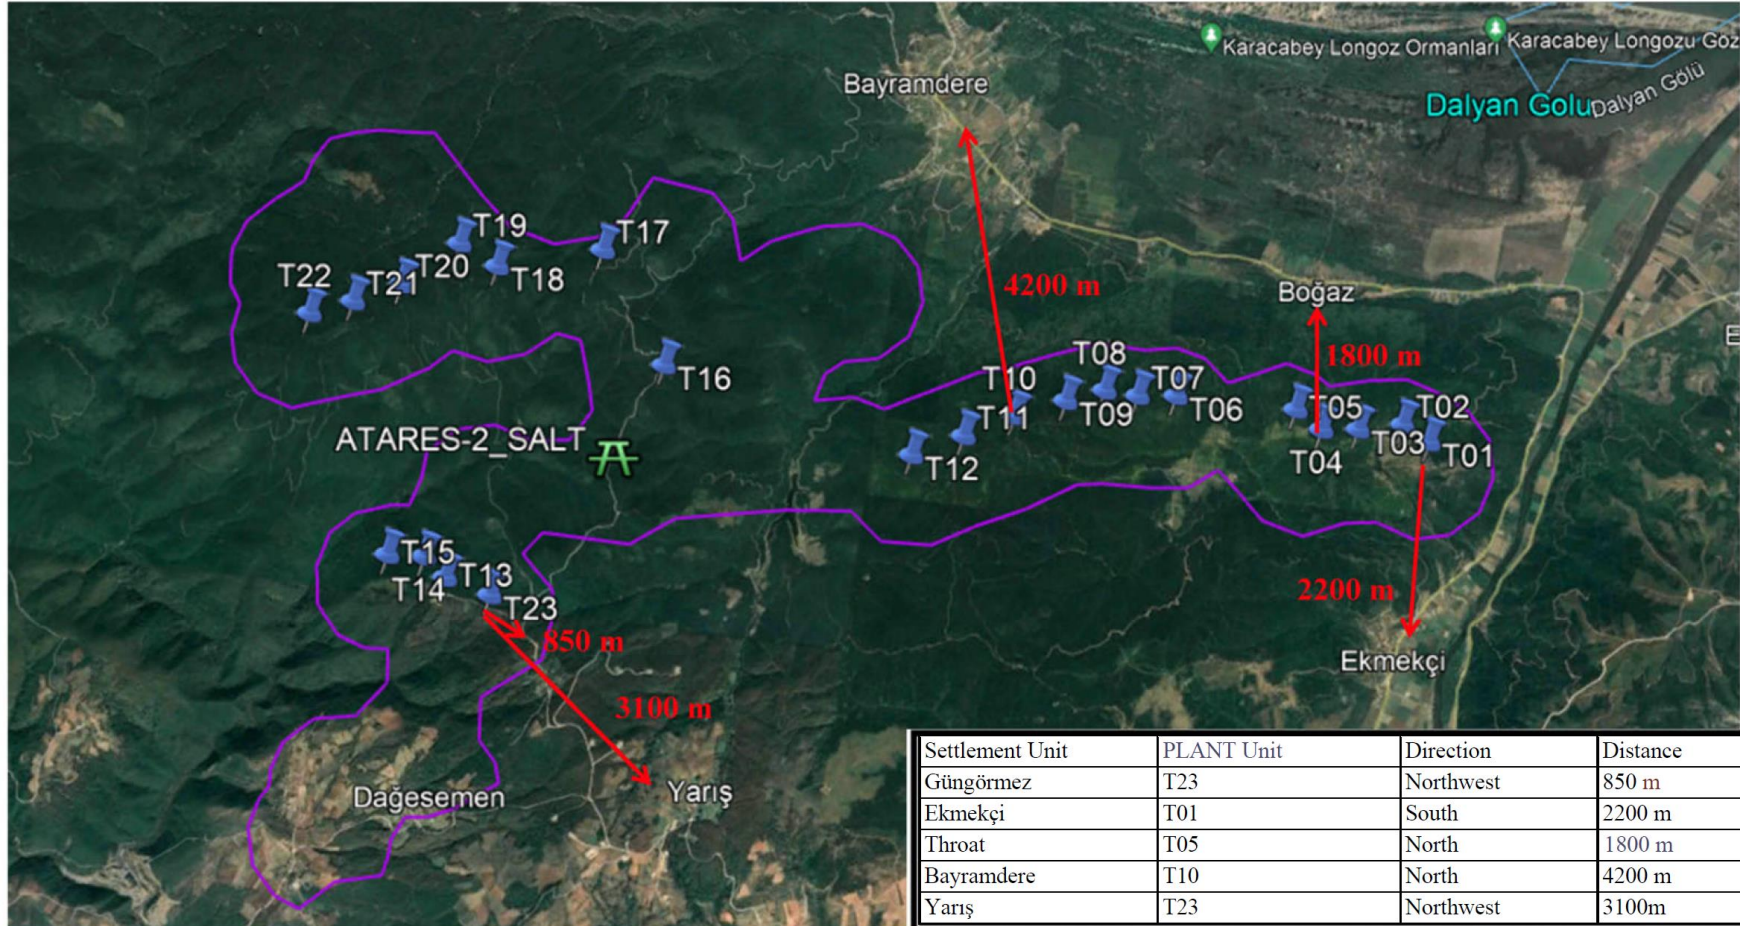 Karacabey Longoz Ormanları
Karacabey Longozu Göz
Bayramdere
Dalyan Golu
Dalyan Gölü
T19
T17
T20
T18
T22
T21
4200 m
Boğaz
E
1800 m
T16
T08
T10
T07
T09
T06
T05
T02
T11
T03
T01
T04
T12
ATARES-2_SALT
T15
T13
T14
T23
850 m
2200 m
Ekmekçi
3100 m
Dağesemen
Yarış
Settlement Unit PLANT Unit Direction Distance
Güngörmez T23 Northwest 850 m
Ekmekçi T01 South 2200 m
Throat T05 North 1800 m
Bayramdere T10 North 4200 m
Yarış T23 Northwest 3100m